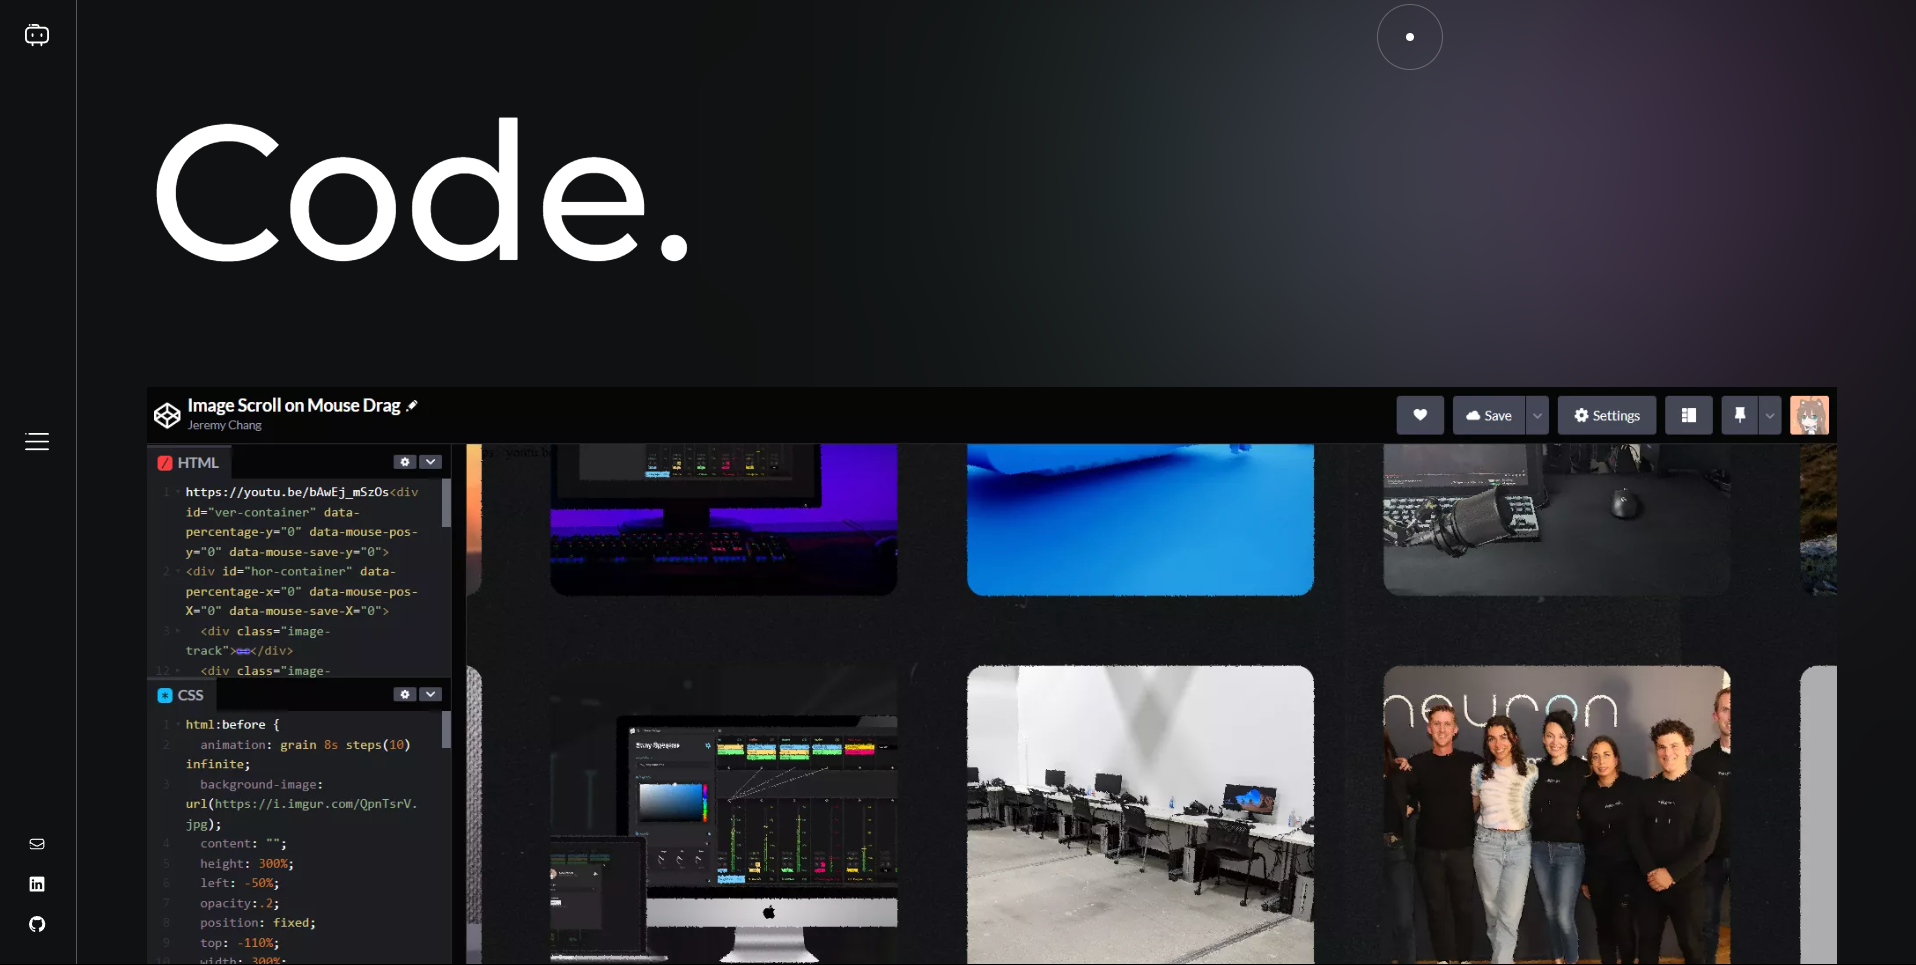 Code.
Image Scroll on Mouse Drag
Jeremy Chang
Save
Settings
HTML
1 https://youtu.be/bAwEj_mSzOs<div
id="ver-container" data-
percentage-y="0" data-mouse-pos-
y="0" data-mouse-save-y="0">
2 <div id="hor-container" data-
percentage-x="0" data-mouse-pos-
X="0" data-mouse-save-X="0">
3 <div class="image-
track"></div>
12 <div class="image-
CSS
1 html:before {
2 animation: grain 8s steps(10)
infinite;
3 background-image:
url(https://i.imgur.com/QpnTsrV.
jpg);
4 content: "";
5 height: 300%;
6 left: -50%;
7 opacity:.2;
8 position: fixed;
9 top: -110%;
10 width: 300%;
neuron